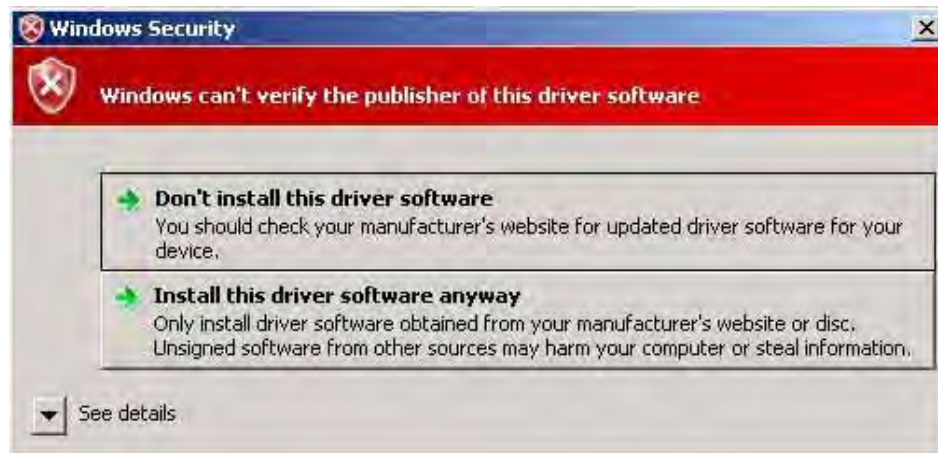 Windows Security
Windows can't verify the publisher of this driver software
Don't install this driver software
You should check your manufacturer's website for updated driver software for your
device.
Install this driver software anyway
Only install driver software obtained from your manufacturer's website or disc.
Unsigned software from other sources may harm your computer or steal information.
See details